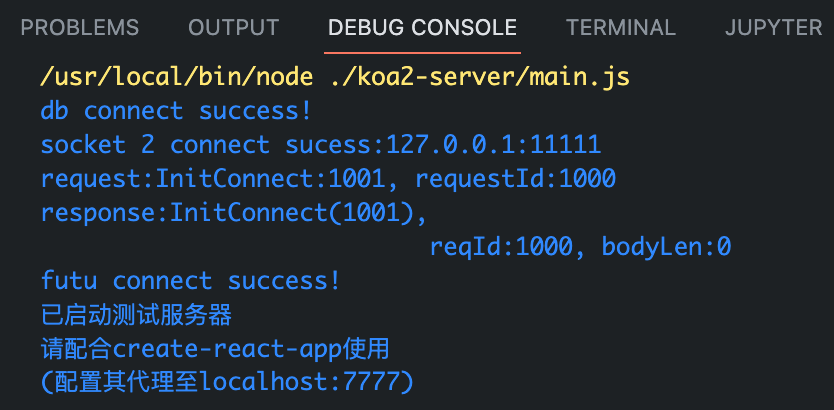 PROBLEMS OUTPUT DEBUG CONSOLE TERMINAL JUPYTER
/usr/local/bin/node ./koa2-server/main.js
db connect success!
socket 2 connect sucess:127.0.0.1:11111
request:InitConnect:1001, requestId:1000
response:InitConnect(1001),
reqId:1000, bodyLen:0
futu connect success!
已启动测试服务器
请配合create-react-app使用
(配置其代理至localhost:7777)